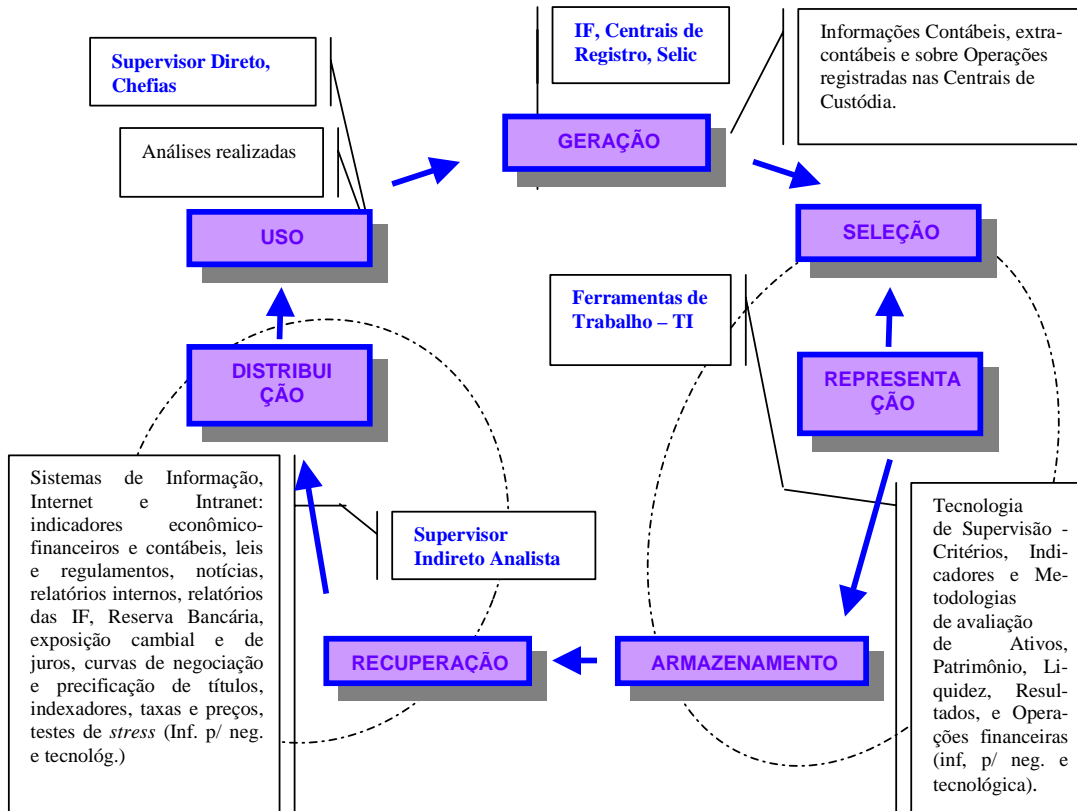 Supervisor Direto,
Chefias
Análises realizadas
IF, Centrais de
Registro, Selic
Informações Contábeis, extra-
contábeis e sobre Operações
registradas nas Centrais de
Custódia.
GERAÇÃO
USO
SELEÇÃO
Ferramentas de
Trabalho – TI
DISTRIBUI
ÇÃO
REPRESENTA
ÇÃO
Sistemas de Informação,
Internet e Intranet:
indicadores econômico-
financeiros e contábeis, leis
e regulamentos, notícias,
relatórios internos, relatórios
das IF, Reserva Bancária,
exposição cambial e de
juros, curvas de negociação
e precificação de títulos,
indexadores, taxas e preços,
testes de stress (Inf. p/ neg.
e tecnológ.)
Supervisor
Indireto Analista
Tecnologia
de Supervisão -
Critérios, Indi-
cadores e Me-
todologias
de avaliação
de Ativos,
Patrimônio, Li-
quidez, Resul-
tados, e Opera-
ções financeiras
(inf, p/ neg. e
tecnológica).
RECUPERAÇÃO
ARMAZENAMENTO